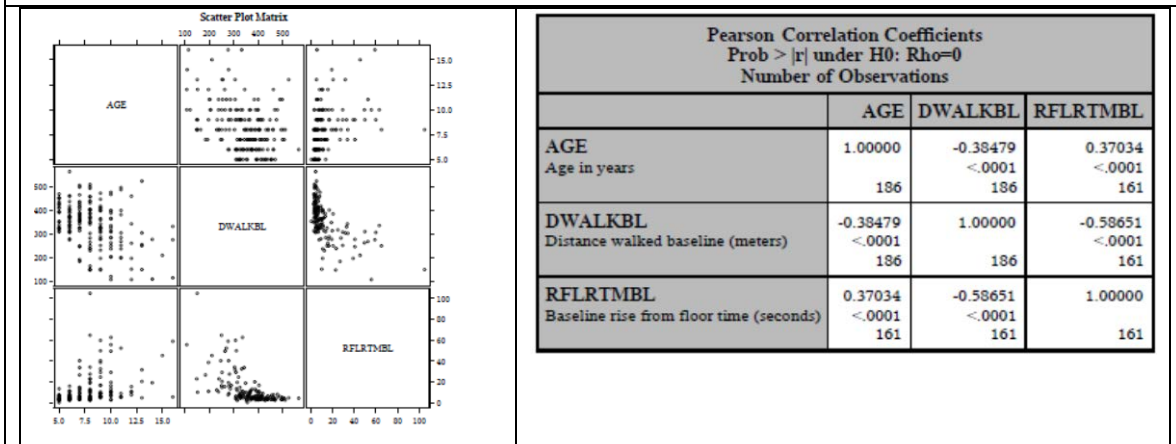 Scatter Plot Matrix
100 200 300 400 500
AGE
15.0
12.5
10.0
7.5
5.0
500
400
300
200
100
DWALKBL
RFLRTMBL
100
80
60
40
20
0
5.0 7.5 10.0 12.5 15.0
0 20 40 60 80 100
Pearson Correlation Coefficients
Prob > |r| under H0: Rho=0
Number of Observations
AGE DWALKBL RFLRTMBL
AGE 1.00000 -0.38479 0.37034
Age in years <.0001 <.0001
186 186 161
DWALKBL -0.38479 1.00000 -0.58651
Distance walked baseline (meters) <.0001 <.0001
186 186 161
RFLRTMBL 0.37034 -0.58651 1.00000
Baseline rise from floor time (seconds) <.0001 <.0001
161 161 161